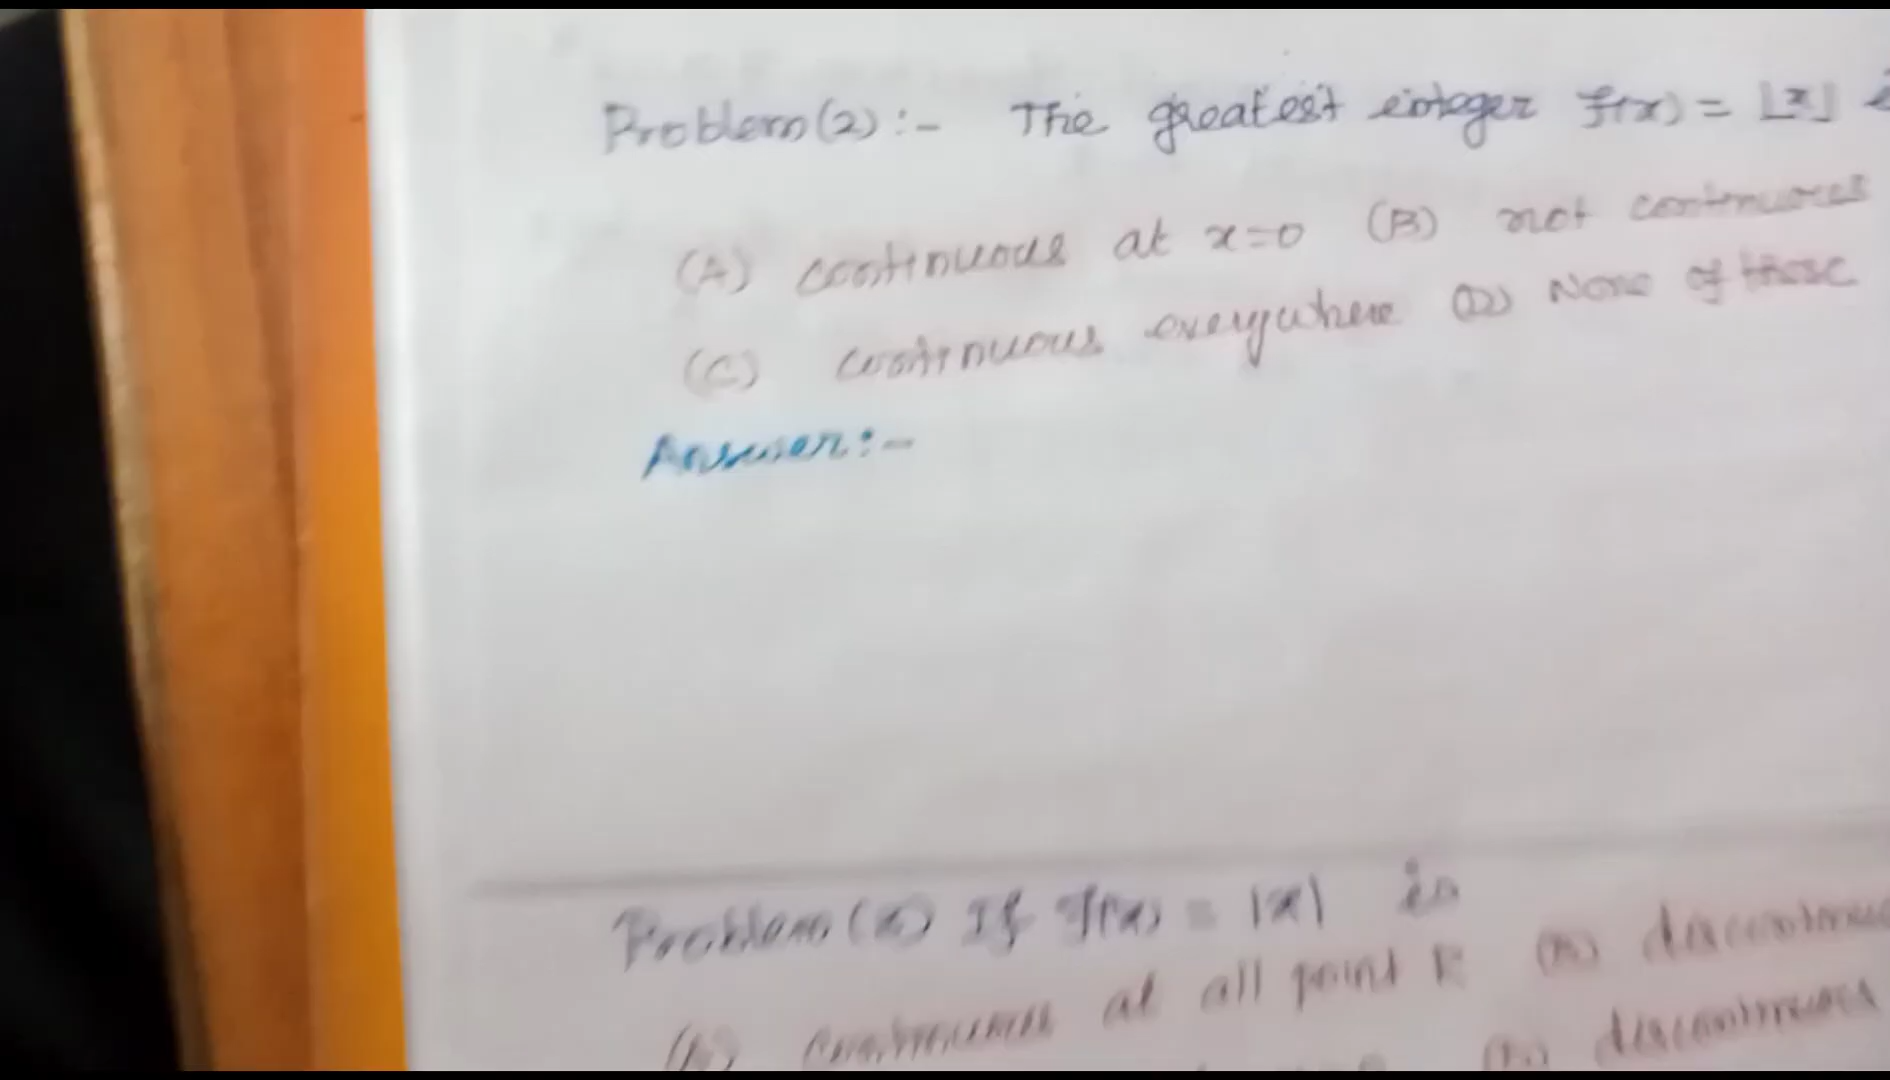 Problem(2):- The greatest integer f(x) = ⌊x⌋
(A) continuous at x=0 (B) not continuous
(C) continuous everywhere (D) None of these
Answer:-
Problem If f(x) = |x| is
continuous at all point R discontinuous
discontinuous